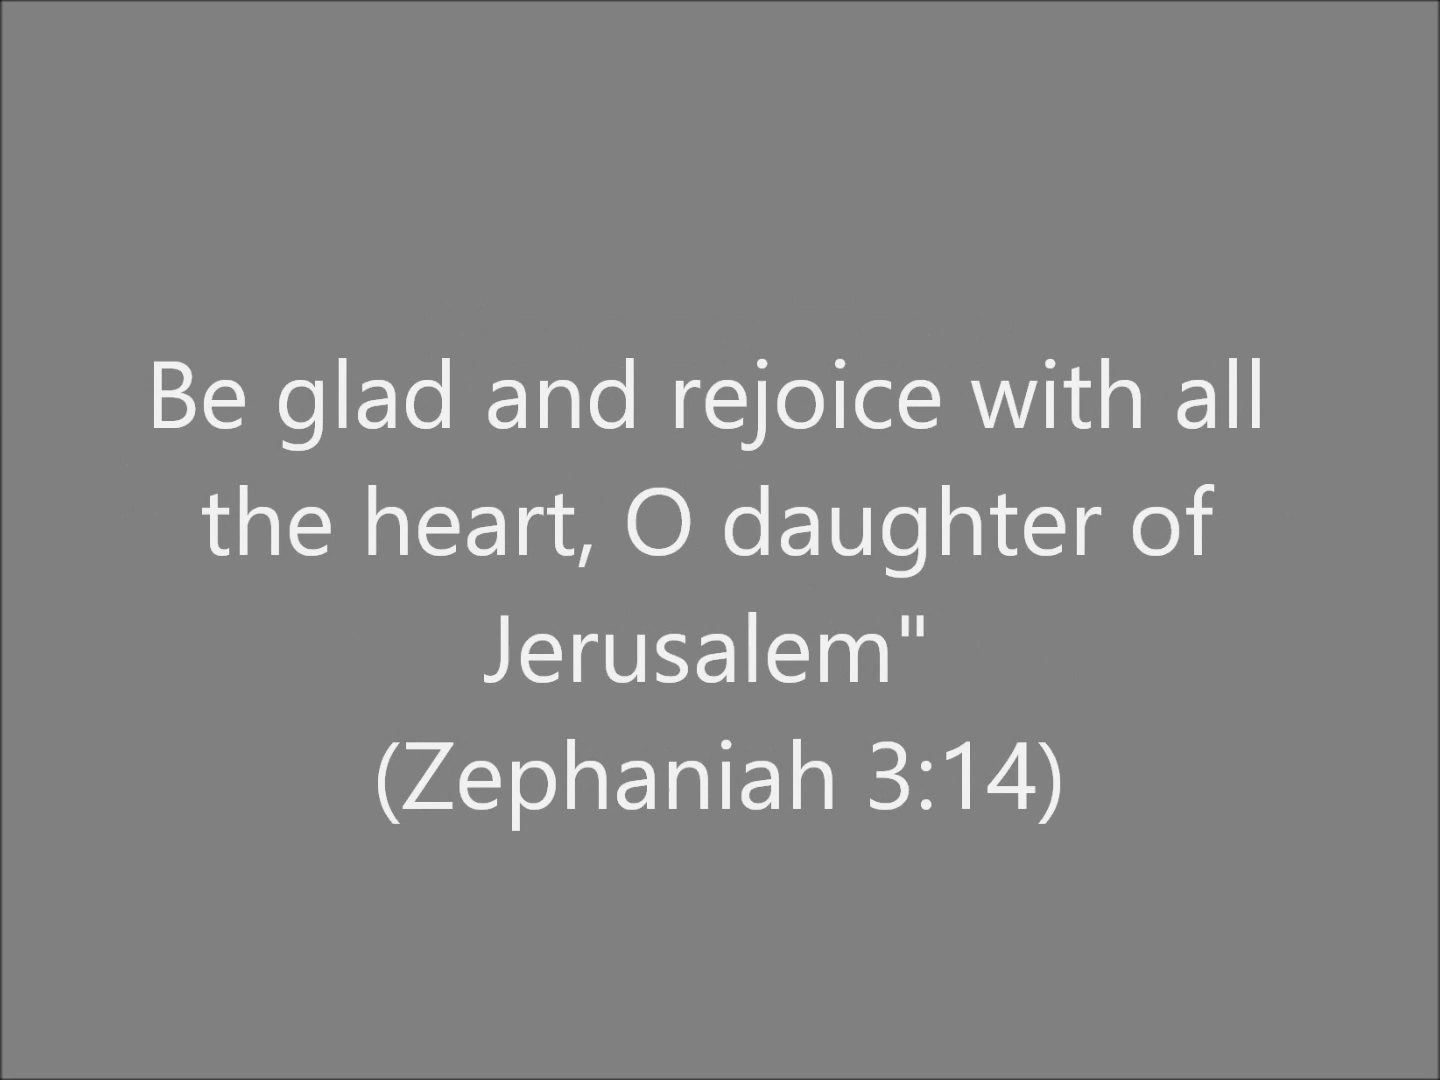 Be glad and rejoice with all
the heart, O daughter of
Jerusalem"
(Zephaniah 3:14)